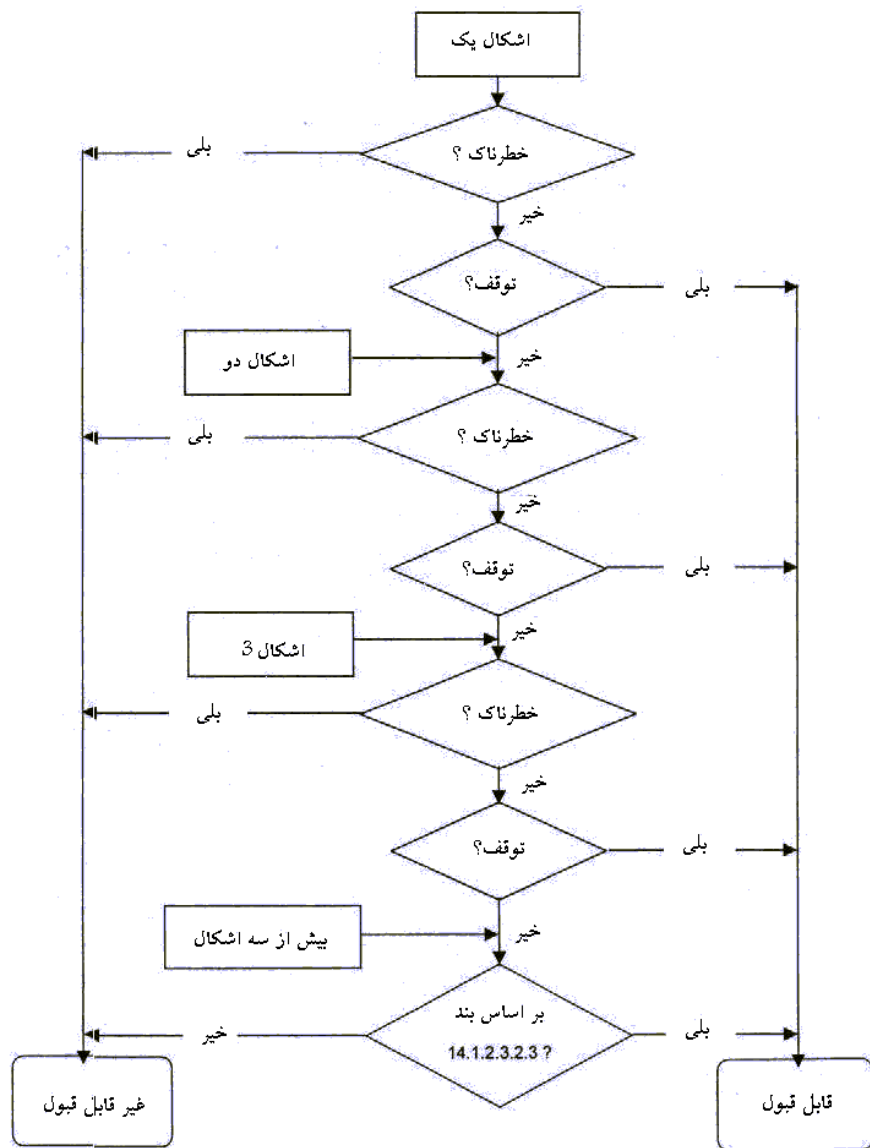 اشکال یک
خطرناک ؟
بلی
خیر
توقف؟
بلی
خیر
اشکال دو
خطرناک ؟
بلی
خیر
توقف؟
بلی
خیر
اشکال 3
خطرناک ؟
بلی
خیر
توقف؟
بلی
خیر
بیش از سه اشکال
بر اساس بند
14.1.2.3.2.3 ?
بلی
خیر
قابل قبول
غیر قابل قبول